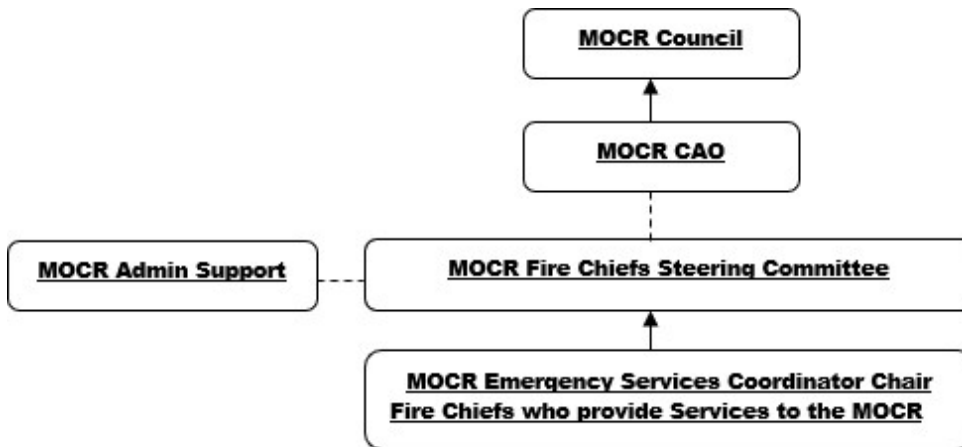 MOCR Council
MOCR CAO
MOCR Admin Support
MOCR Fire Chiefs Steering Committee
MOCR Emergency Services Coordinator Chair
Fire Chiefs who provide Services to the MOCR